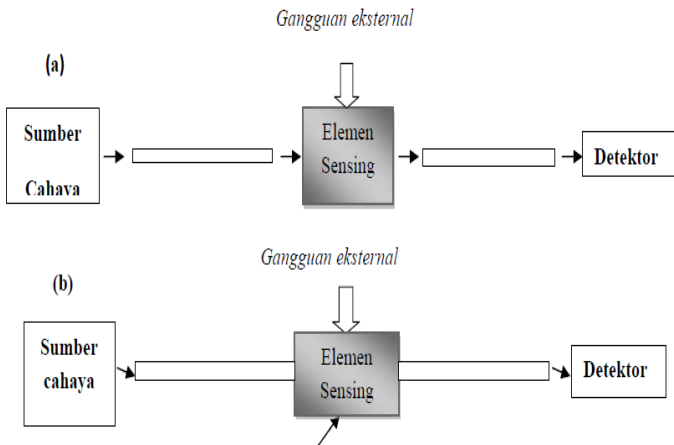 Gangguan eksternal
(a)
Sumber
Cahaya
Elemen
Sensing
Detektor
Gangguan eksternal
(b)
Sumber
cahaya
Elemen
Sensing
Detektor